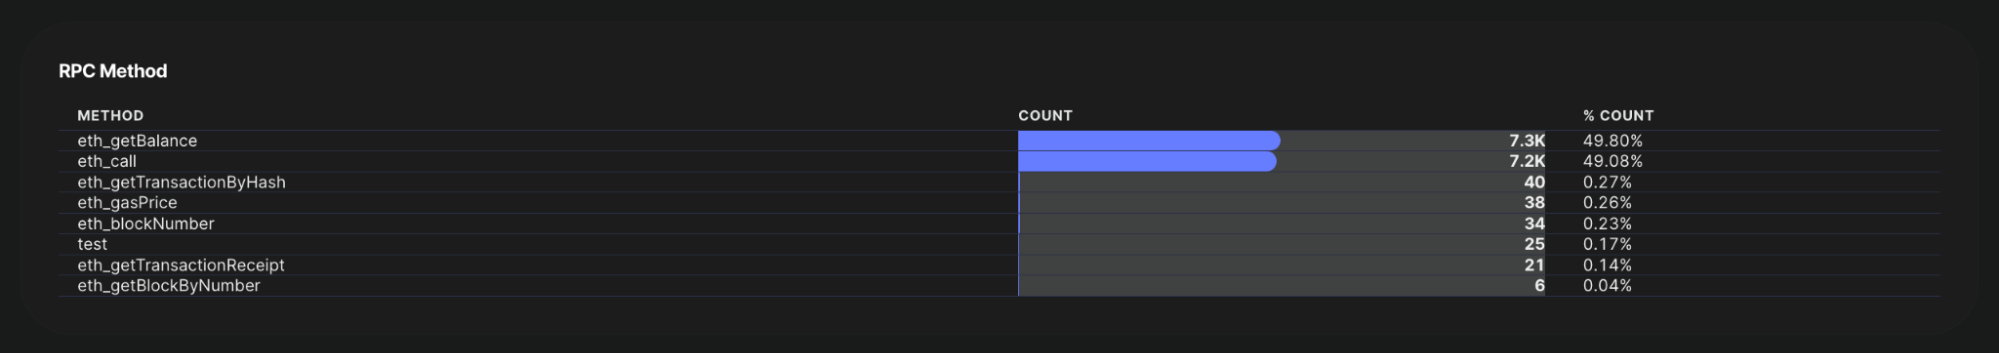 RPC Method
METHOD COUNT % COUNT
eth_getBalance 7.3K 49.80%
eth_call 7.2K 49.08%
eth_getTransactionByHash 40 0.27%
eth_gasPrice 38 0.26%
eth_blockNumber 34 0.23%
test 25 0.17%
eth_getTransactionReceipt 21 0.14%
eth_getBlockByNumber 6 0.04%